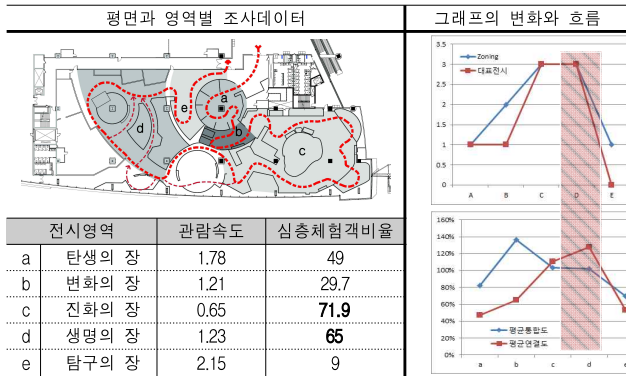 평면과 영역별 조사데이터
그래프의 변화와 흐름
a
b
c
d
e
전시영역 관람속도 심층체험객비율
a 탄생의 장 1.78 49
b 변화의 장 1.21 29.7
c 진화의 장 0.65 71.9
d 생명의 장 1.23 65
e 탐구의 장 2.15 9
3.5
3
2.5
2
1.5
1
0.5
0
Zoning
대표전시
A B C D E
160%
140%
120%
100%
80%
60%
40%
20%
0%
평균통합도
평균연결도
a b c d e